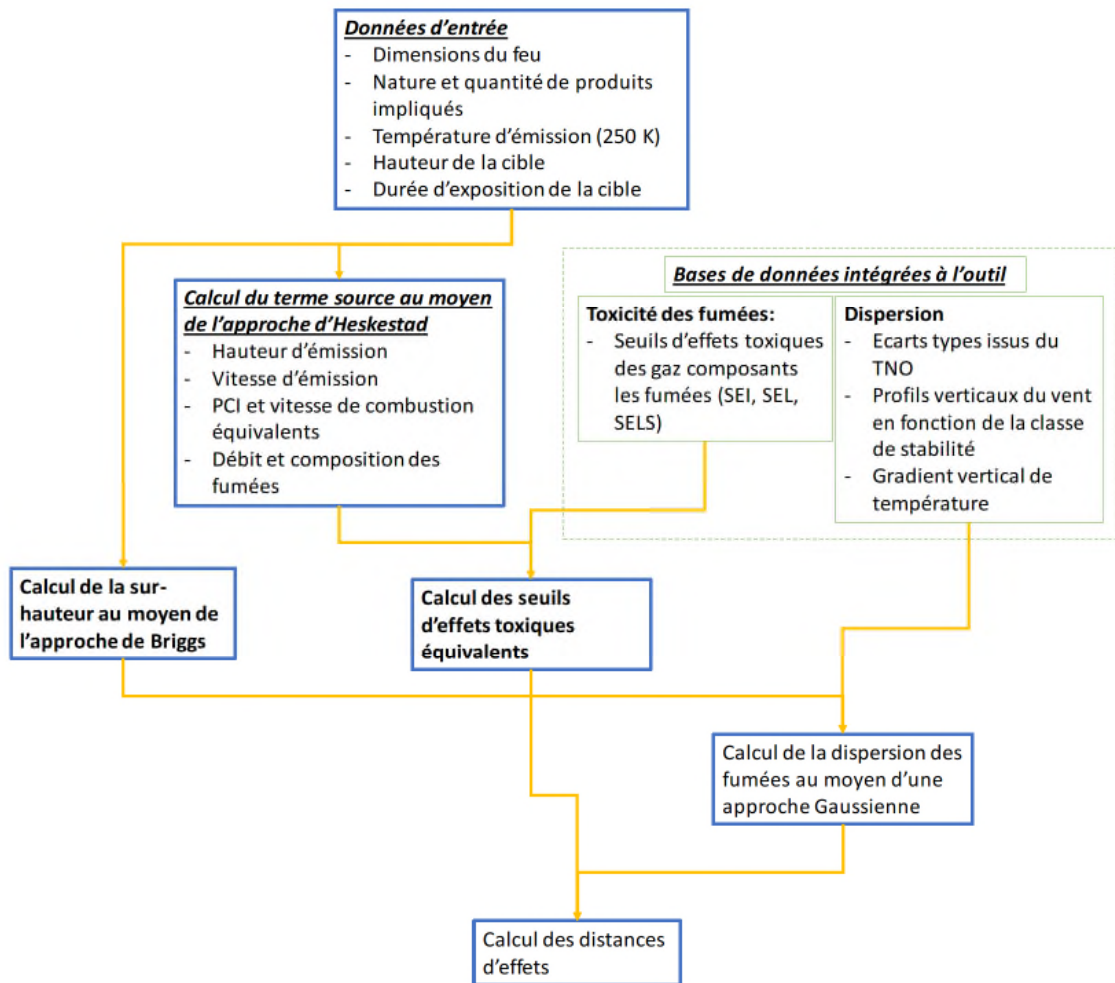 Données d'entrée
- Dimensions du feu
- Nature et quantité de produits
impliqués
- Température d'émission (250 K)
- Hauteur de la cible
- Durée d'exposition de la cible
Calcul du terme source au moyen
de l'approche d'Heskestad
- Hauteur d'émission
- Vitesse d'émission
- PCI et vitesse de combustion
équivalents
- Débit et composition des
fumées
Bases de données intégrées à l'outil
Toxicité des fumées:
- Seuils d'effets toxiques
des gaz composants
les fumées (SEI, SEL,
SELS)
Dispersion
- Ecarts types issus du
TNO
- Profils verticaux du vent
en fonction de la classe
de stabilité
- Gradient vertical de
température
Calcul de la sur-
hauteur au moyen de
l'approche de Briggs
Calcul des seuils
d'effets toxiques
équivalents
Calcul de la dispersion des
fumées au moyen d'une
approche Gaussienne
Calcul des distances
d'effets